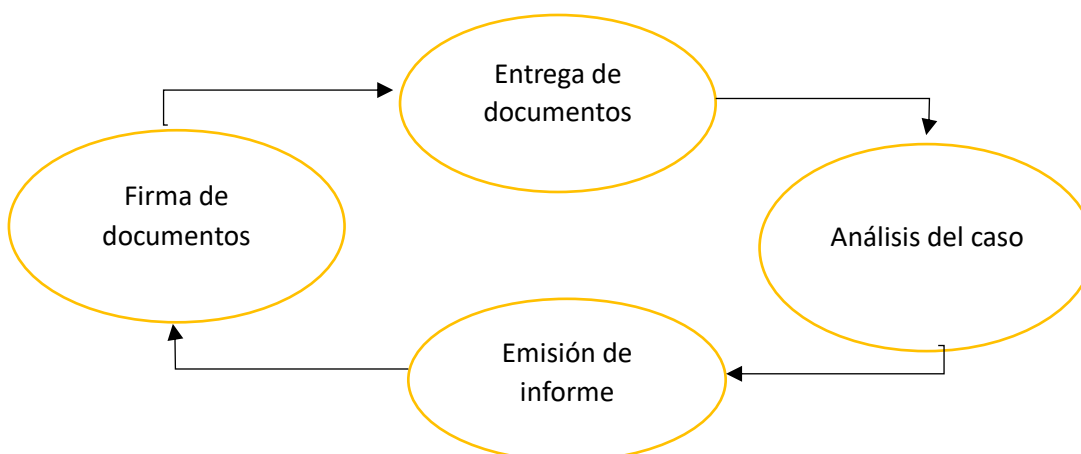 Entrega de
documentos
Firma de
documentos
Análisis del caso
Emisión de
informe